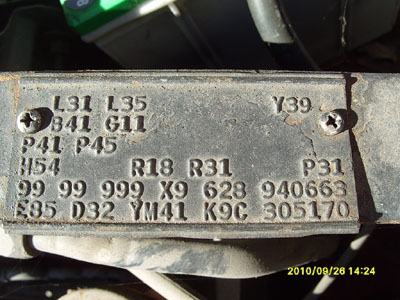 L31 L35 Y39
B41 G11
P41 P45
H54 R18 R31 P31
99 99 999 X9 628 940663
E85 D32 YM41 K9C 305170
2010/09/26 14:24